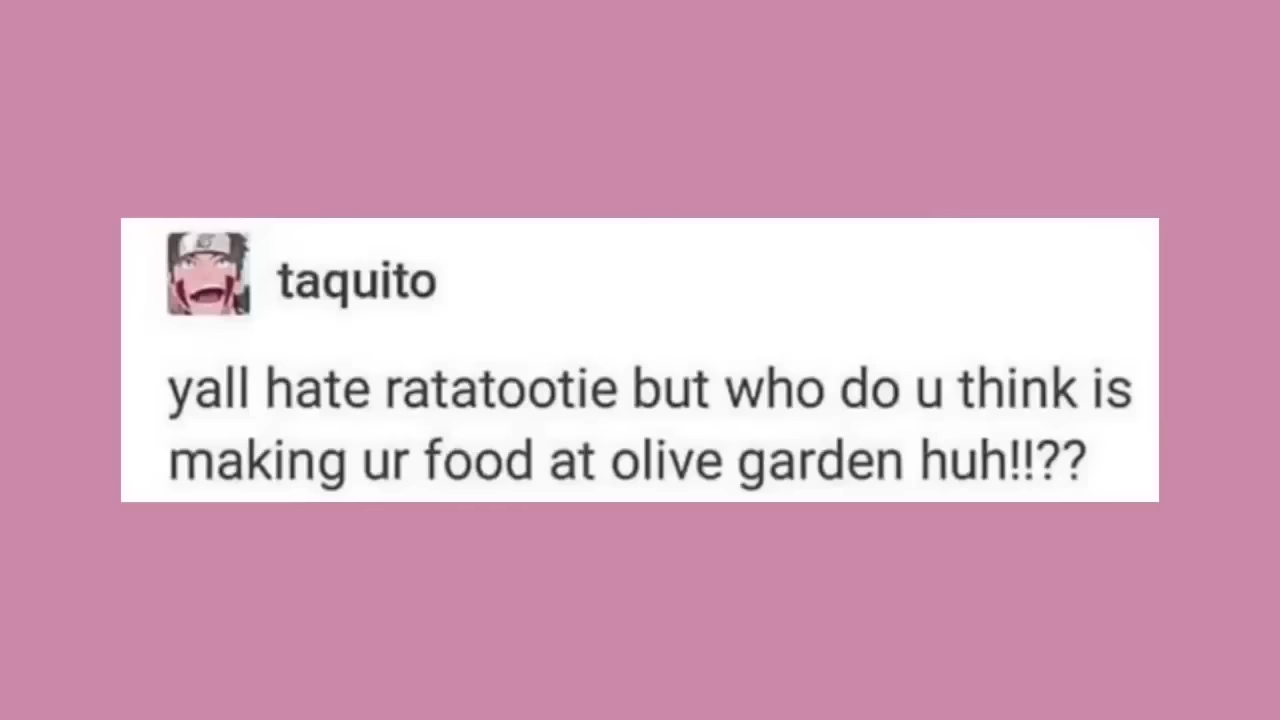 taquito
yall hate ratatootie but who do u think is
making ur food at olive garden huh!!??